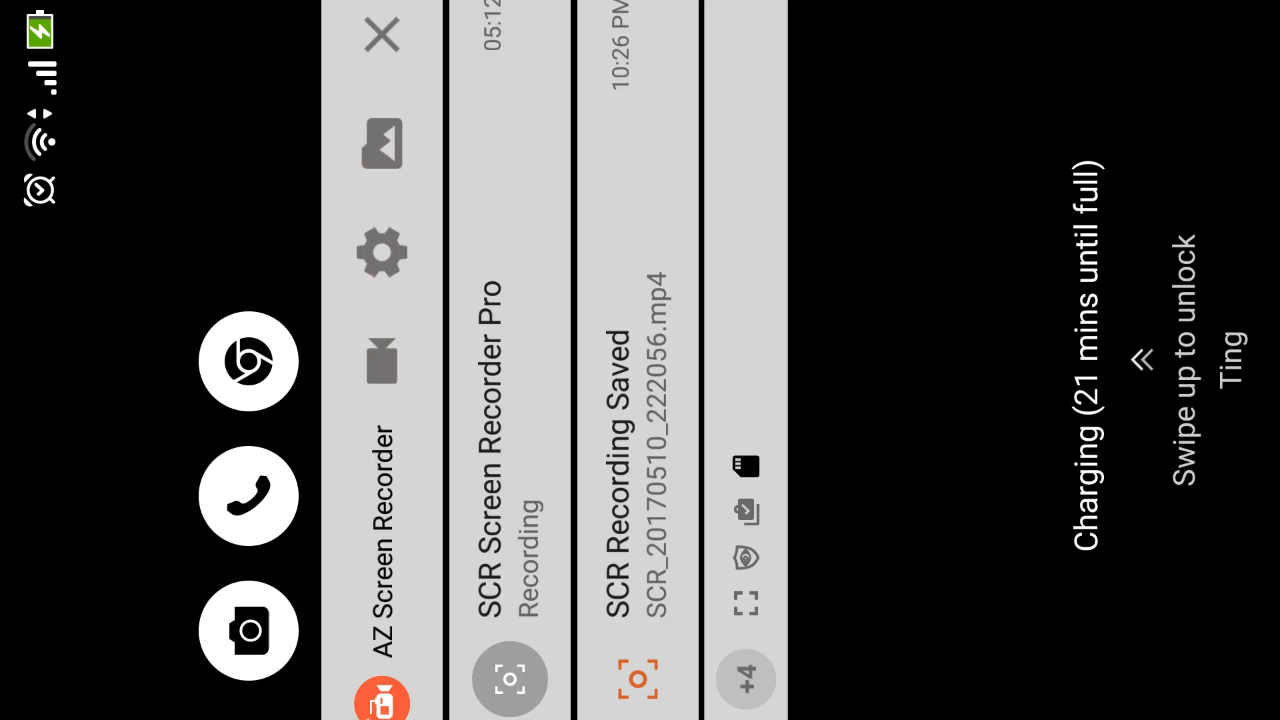 AZ Screen Recorder
SCR Screen Recorder Pro
05:12
Recording
SCR Recording Saved
10:26 PM
SCR_20170510_222056.mp4
+4
Charging (21 mins until full)
Swipe up to unlock
Ting